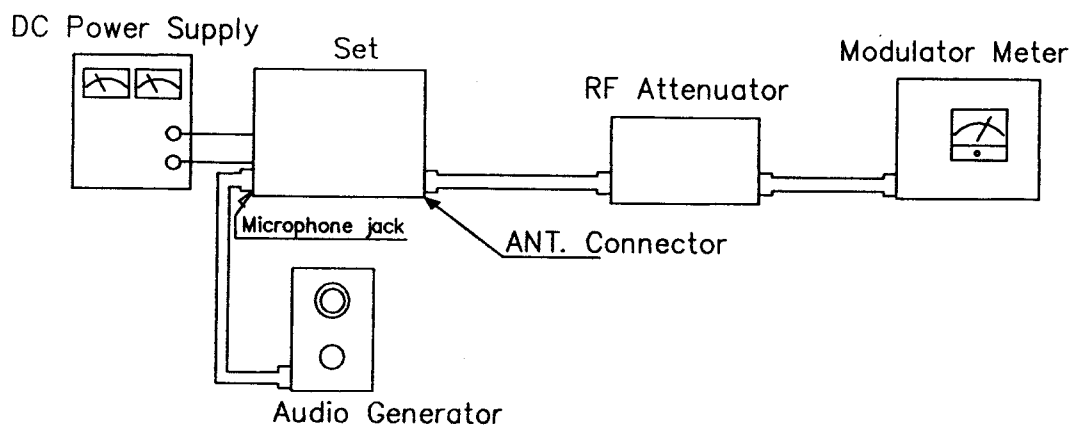 DC Power Supply
Set
Modulator Meter
RF Attenuator
Microphone jack
ANT. Connector
Audio Generator